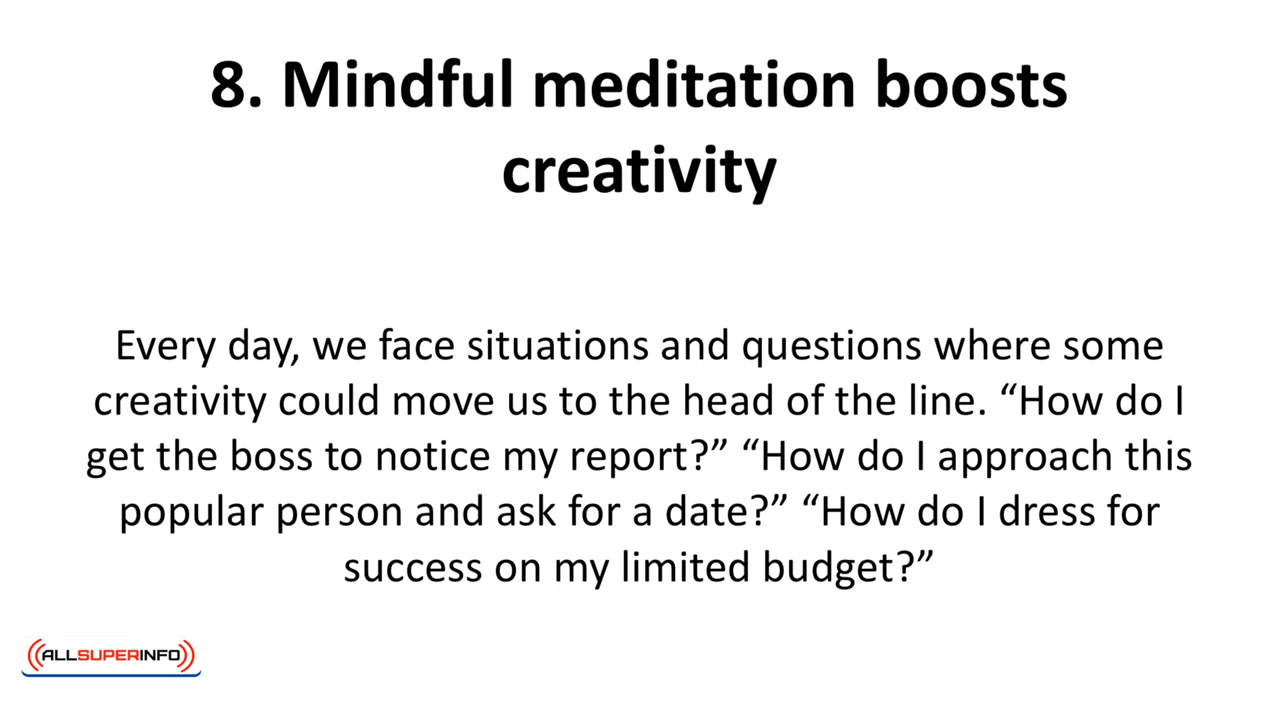 8. Mindful meditation boosts
creativity
Every day, we face situations and questions where some
creativity could move us to the head of the line. “How do I
get the boss to notice my report?” “How do I approach this
popular person and ask for a date?” “How do I dress for
success on my limited budget?”
ALLSUPERINFO